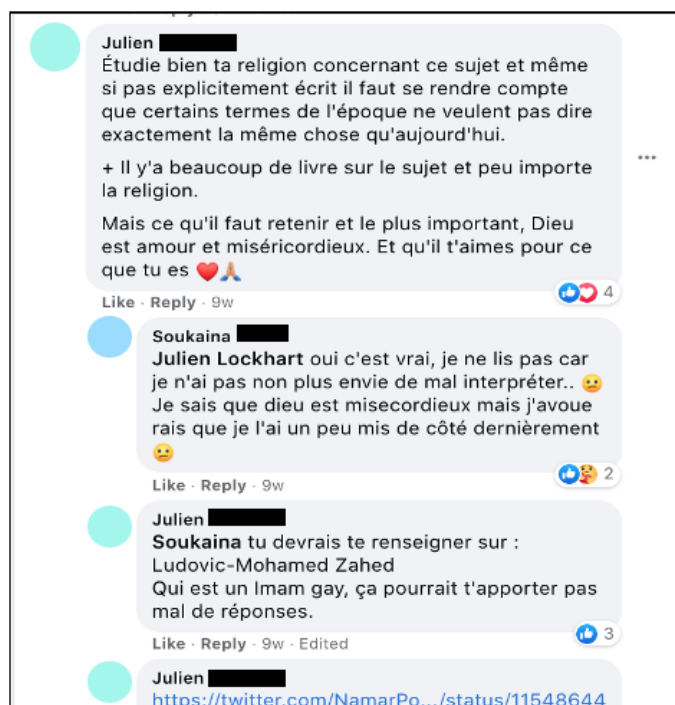 Julien
Étudie bien ta religion concernant ce sujet et même
si pas explicitement écrit il faut se rendre compte
que certains termes de l'époque ne veulent pas dire
exactement la même chose qu'aujourd'hui.
+ Il y'a beaucoup de livre sur le sujet et peu importe
la religion.
Mais ce qu'il faut retenir et le plus important, Dieu
est amour et miséricordieux. Et qu'il t'aimes pour ce
que tu es ❤️🙏🏽
4
Like · Reply · 9w
Soukaina
Julien Lockhart oui c'est vrai, je ne lis pas car
je n'ai pas non plus envie de mal interpréter.. 😕
Je sais que dieu est misecordieux mais j'avoue
rais que je l'ai un peu mis de côté dernièrement
😕
2
Like · Reply · 9w
Julien
Soukaina tu devrais te renseigner sur :
Ludovic-Mohamed Zahed
Qui est un Imam gay, ça pourrait t'apporter pas
mal de réponses.
3
Like · Reply · 9w · Edited
Julien
https://twitter.com/NamarPo.../status/11548644